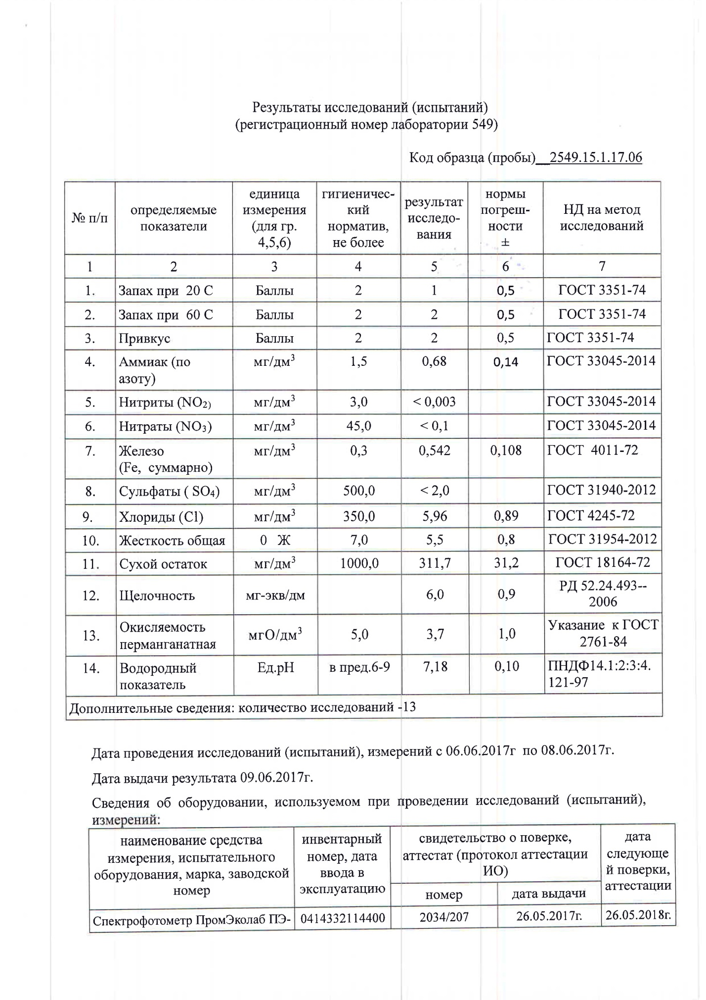 Результаты исследований (испытаний)
(регистрационный номер лаборатории 549)
Код образца (пробы)__2549.15.1.17.06
№ п/п
определяемые
показатели
единица
измерения
(для гр.
4,5,6)
гигиеничес-
кий
норматив,
не более
результат
исследо-
вания
нормы
погреш-
ности
±
НД на метод
исследований
1 2 3 4 5 6 7
1. Запах при 20 С Баллы 2 1 0,5 ГОСТ 3351-74
2. Запах при 60 С Баллы 2 2 0,5 ГОСТ 3351-74
3. Привкус Баллы 2 2 0,5 ГОСТ 3351-74
4. Аммиак (по мг/дм³ 1,5 0,68 0,14 ГОСТ 33045-2014
азоту)
5. Нитриты (NO2) мг/дм³ 3,0 < 0,003 ГОСТ 33045-2014
6. Нитраты (NO3) мг/дм³ 45,0 < 0,1 ГОСТ 33045-2014
7. Железо мг/дм³ 0,3 0,542 0,108 ГОСТ 4011-72
(Fe, суммарно)
8. Сульфаты ( SO4) мг/дм³ 500,0 < 2,0 ГОСТ 31940-2012
9. Хлориды (Cl) мг/дм³ 350,0 5,96 0,89 ГОСТ 4245-72
10. Жесткость общая 0 Ж 7,0 5,5 0,8 ГОСТ 31954-2012
11. Сухой остаток мг/дм³ 1000,0 311,7 31,2 ГОСТ 18164-72
12. Щелочность мг-экв/дм 6,0 0,9 РД 52.24.493--
2006
13. Окисляемость мгО/дм³ 5,0 3,7 1,0 Указание к ГОСТ
перманганатная 2761-84
14. Водородный Ед.рН в пред.6-9 7,18 0,10 ПНДФ14.1:2:3:4.
показатель 121-97
Дополнительные сведения: количество исследований -13
Дата проведения исследований (испытаний), измерений с 06.06.2017г по 08.06.2017г.
Дата выдачи результата 09.06.2017г.
Сведения об оборудовании, используемом при проведении исследований (испытаний),
измерений:
наименование средства
измерения, испытательного
оборудования, марка, заводской
номер
инвентарный
номер, дата
ввода в
эксплуатацию
свидетельство о поверке,
аттестат (протокол аттестации
ИО)
номер дата выдачи
дата
следующе
й поверки,
аттестации
Спектрофотометр ПромЭколаб ПЭ- 0414332114400 2034/207 26.05.2017г. 26.05.2018г.